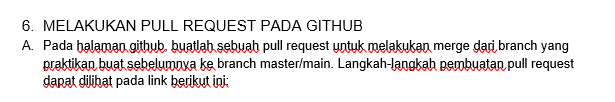 6. MELAKUKAN PULL REQUEST PADA GITHUB
A. Pada halaman github, buatlah sebuah pull request untuk melakukan merge dari branch yang
praktikan buat sebelumnya ke branch master/main. Langkah-langkah pembuatan pull request
dapat dilihat pada link berikut ini: